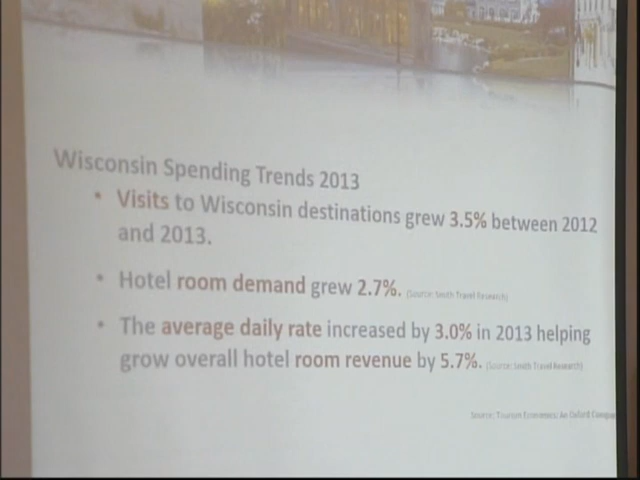 Wisconsin Spending Trends 2013
• Visits to Wisconsin destinations grew 3.5% between 2012
and 2013.
• Hotel room demand grew 2.7%. (Source: Smith Travel Research)
• The average daily rate increased by 3.0% in 2013 helping
grow overall hotel room revenue by 5.7%. (Source: Smith Travel Research)
Source: Tourism Economics: An Oxford